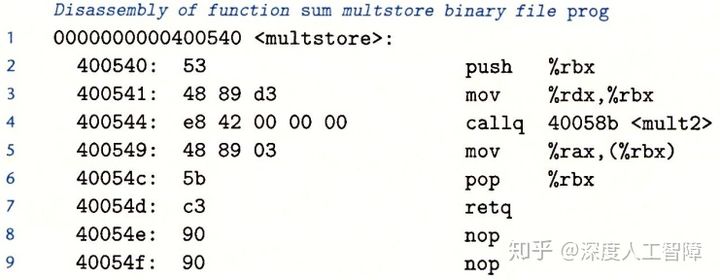 Disassembly of function sum multstore binary file prog
1 0000000000400540 <multstore>:
2 400540: 53 push %rbx
3 400541: 48 89 d3 mov %rdx,%rbx
4 400544: e8 42 00 00 00 callq 40058b <mult2>
5 400549: 48 89 03 mov %rax,(%rbx)
6 40054c: 5b pop %rbx
7 40054d: c3 retq
8 40054e: 90 nop
9 40054f: 90 nop
知乎 @深度人工智障